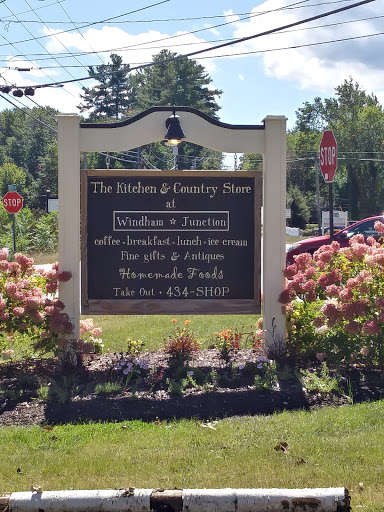 The Kitchen & Country Store
at
Windham ★ Junction
coffee • breakfast • lunch • ice cream
Fine gifts & Antiques
Homemade Foods
Take Out • 434-SHOP
STOP
STOP